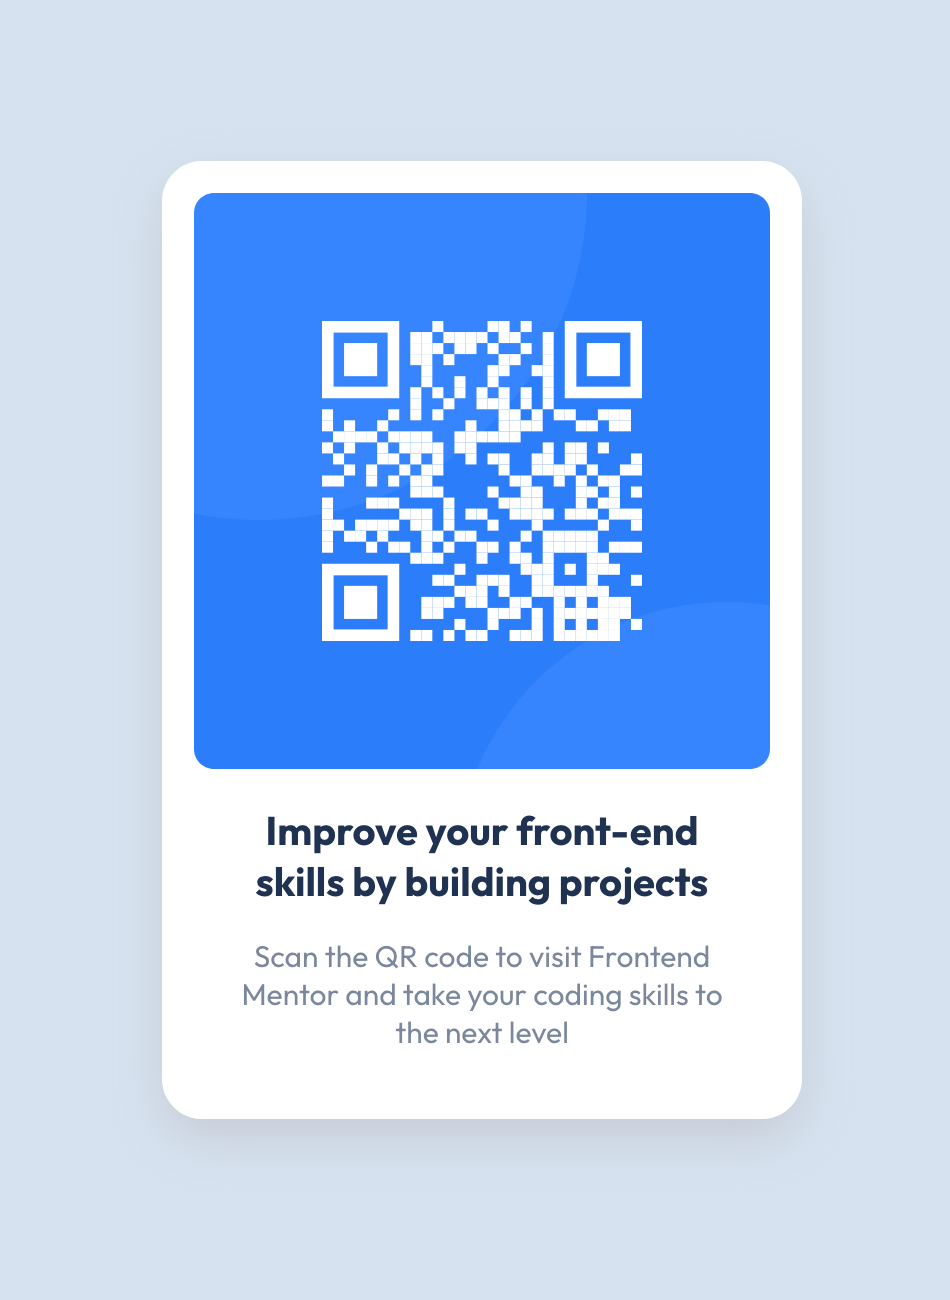 Improve your front-end
skills by building projects
Scan the QR code to visit Frontend
Mentor and take your coding skills to
the next level